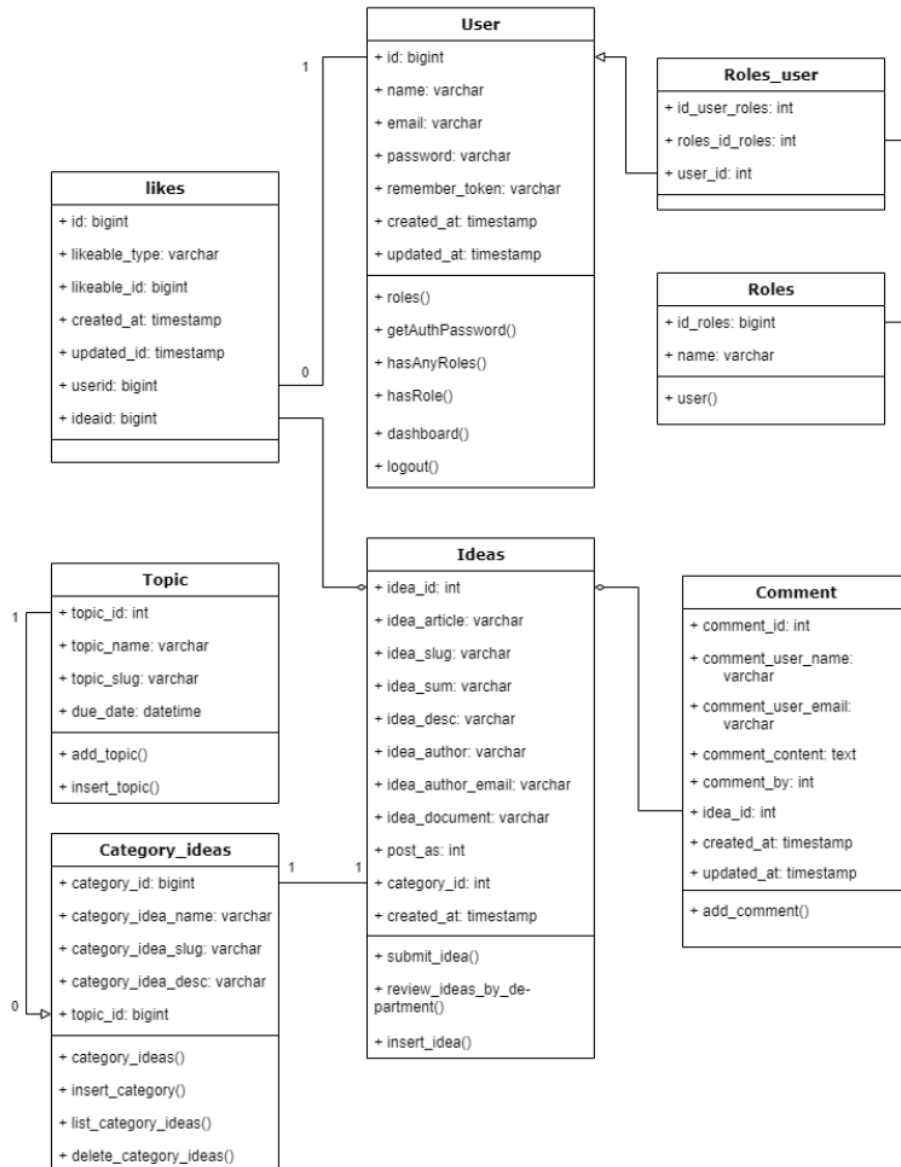 User
+ id: bigint
+ name: varchar
+ email: varchar
+ password: varchar
+ remember_token: varchar
+ created_at: timestamp
+ updated_at: timestamp
+ roles()
+ getAuthPassword()
+ hasAnyRoles()
+ hasRole()
+ dashboard()
+ logout()
Roles_user
+ id_user_roles: int
+ roles_id_roles: int
+ user_id: int
1
0
likes
+ id: bigint
+ likeable_type: varchar
+ likeable_id: bigint
+ created_at: timestamp
+ updated_id: timestamp
+ userid: bigint
+ ideaid: bigint
Roles
+ id_roles: bigint
+ name: varchar
+ user()
Topic
+ topic_id: int
+ topic_name: varchar
+ topic_slug: varchar
+ due_date: datetime
+ add_topic()
+ insert_topic()
1
0
Ideas
+ idea_id: int
+ idea_article: varchar
+ idea_slug: varchar
+ idea_sum: varchar
+ idea_desc: varchar
+ idea_author: varchar
+ idea_author_email: varchar
+ idea_document: varchar
+ post_as: int
+ category_id: int
+ created_at: timestamp
+ submit_idea()
+ review_ideas_by_de-
partment()
+ insert_idea()
Comment
+ comment_id: int
+ comment_user_name:
varchar
+ comment_user_email:
varchar
+ comment_content: text
+ comment_by: int
+ idea_id: int
+ created_at: timestamp
+ updated_at: timestamp
+ add_comment()
Category_ideas
+ category_id: bigint
+ category_idea_name: varchar
+ category_idea_slug: varchar
+ category_idea_desc: varchar
+ topic_id: bigint
+ category_ideas()
+ insert_category()
+ list_category_ideas()
+ delete_category_ideas()
1
1